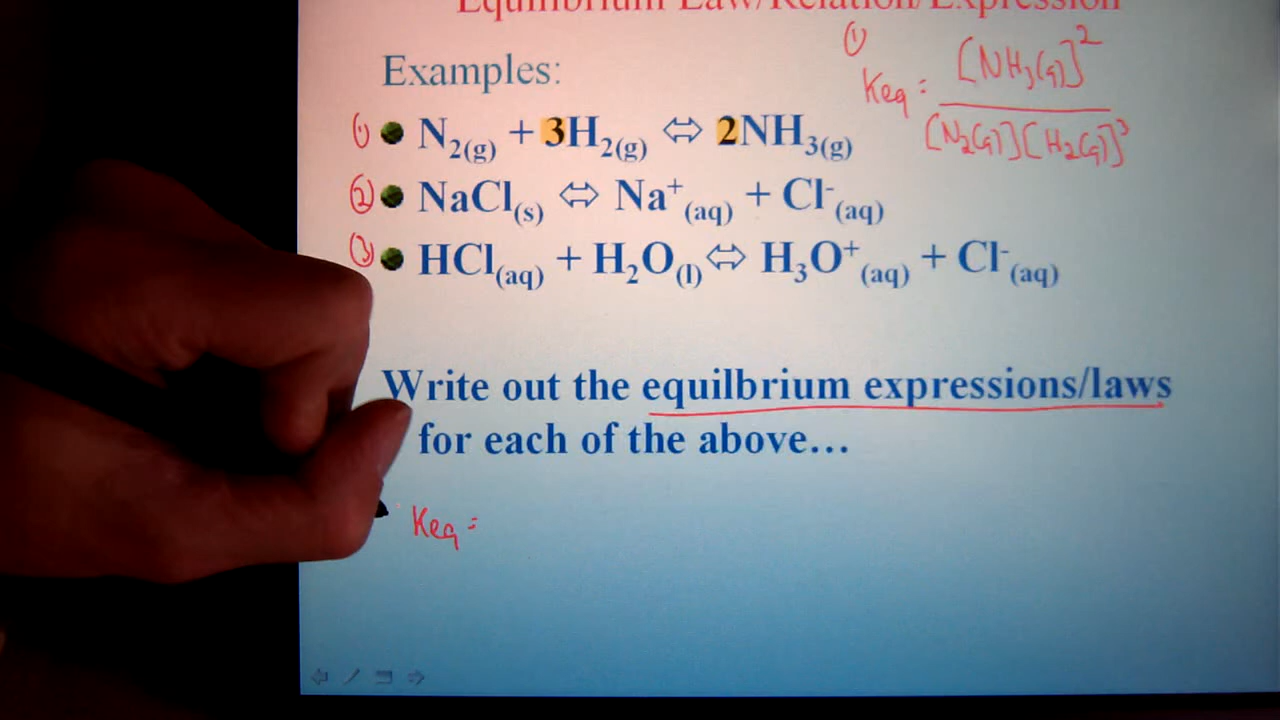 Equilibrium Law/Relation/Expression
Examples:
① N₂(g) + 3H₂(g) ⇔ 2NH₃(g)
② NaCl(s) ⇔ Na⁺(aq) + Cl⁻(aq)
③ HCl(aq) + H₂O(l) ⇔ H₃O⁺(aq) + Cl⁻(aq)
①
Keq = [NH₃(g)]²
[N₂(g)][H₂(g)]³
Write out the equilbrium expressions/laws
for each of the above…
Keq =